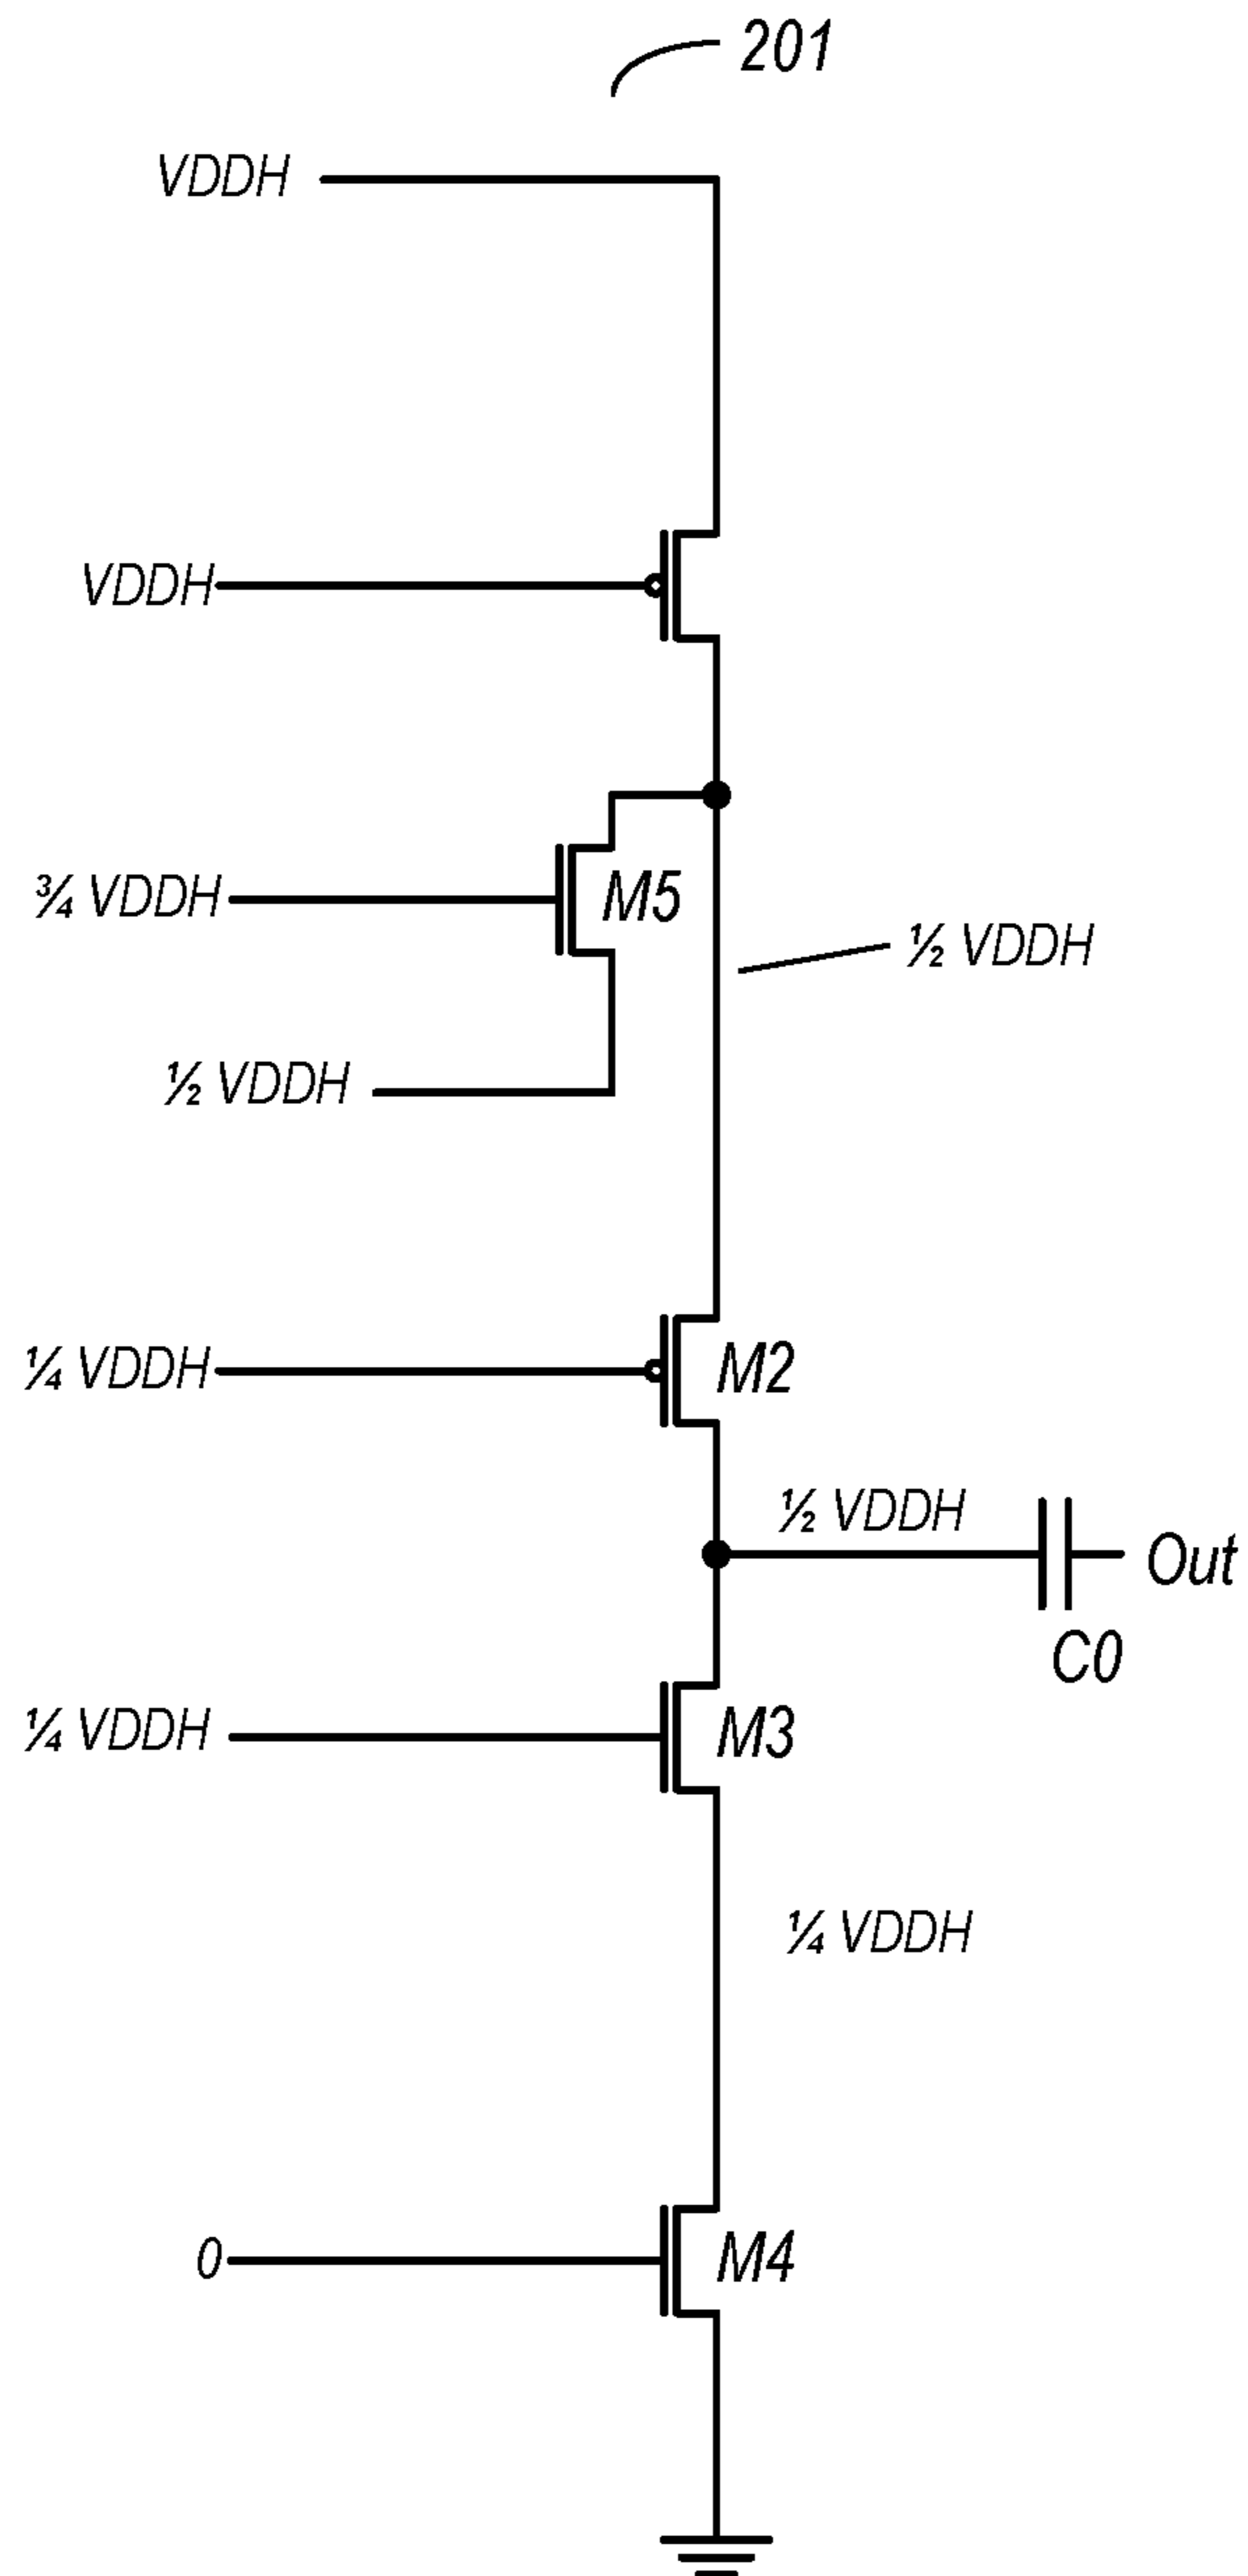 201
VDDH
VDDH
¾ VDDH
M5
½ VDDH
½ VDDH
¼ VDDH
M2
½ VDDH
Out
C0
¼ VDDH
M3
¼ VDDH
0
M4